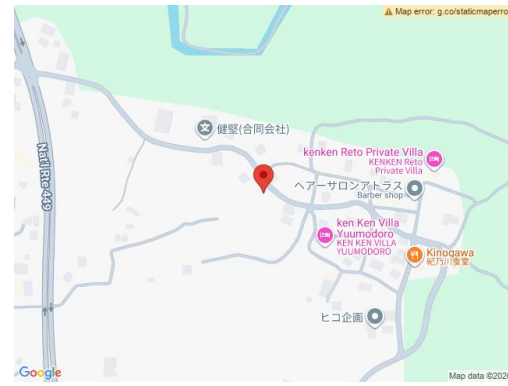 Map error: g.co/staticmaperro
健堅(合同会社)
kenken Reto Private Villa
KENKEN Reto
Private Villa
ヘアーサロンアトラス
Barber shop
Nat'l Rte 449
ken Ken Villa
Yuumodoro
KEN KEN VILLA
YUUMODORO
Kinogawa
紀乃川食堂
ヒコ企画
Google
Map data ©2026